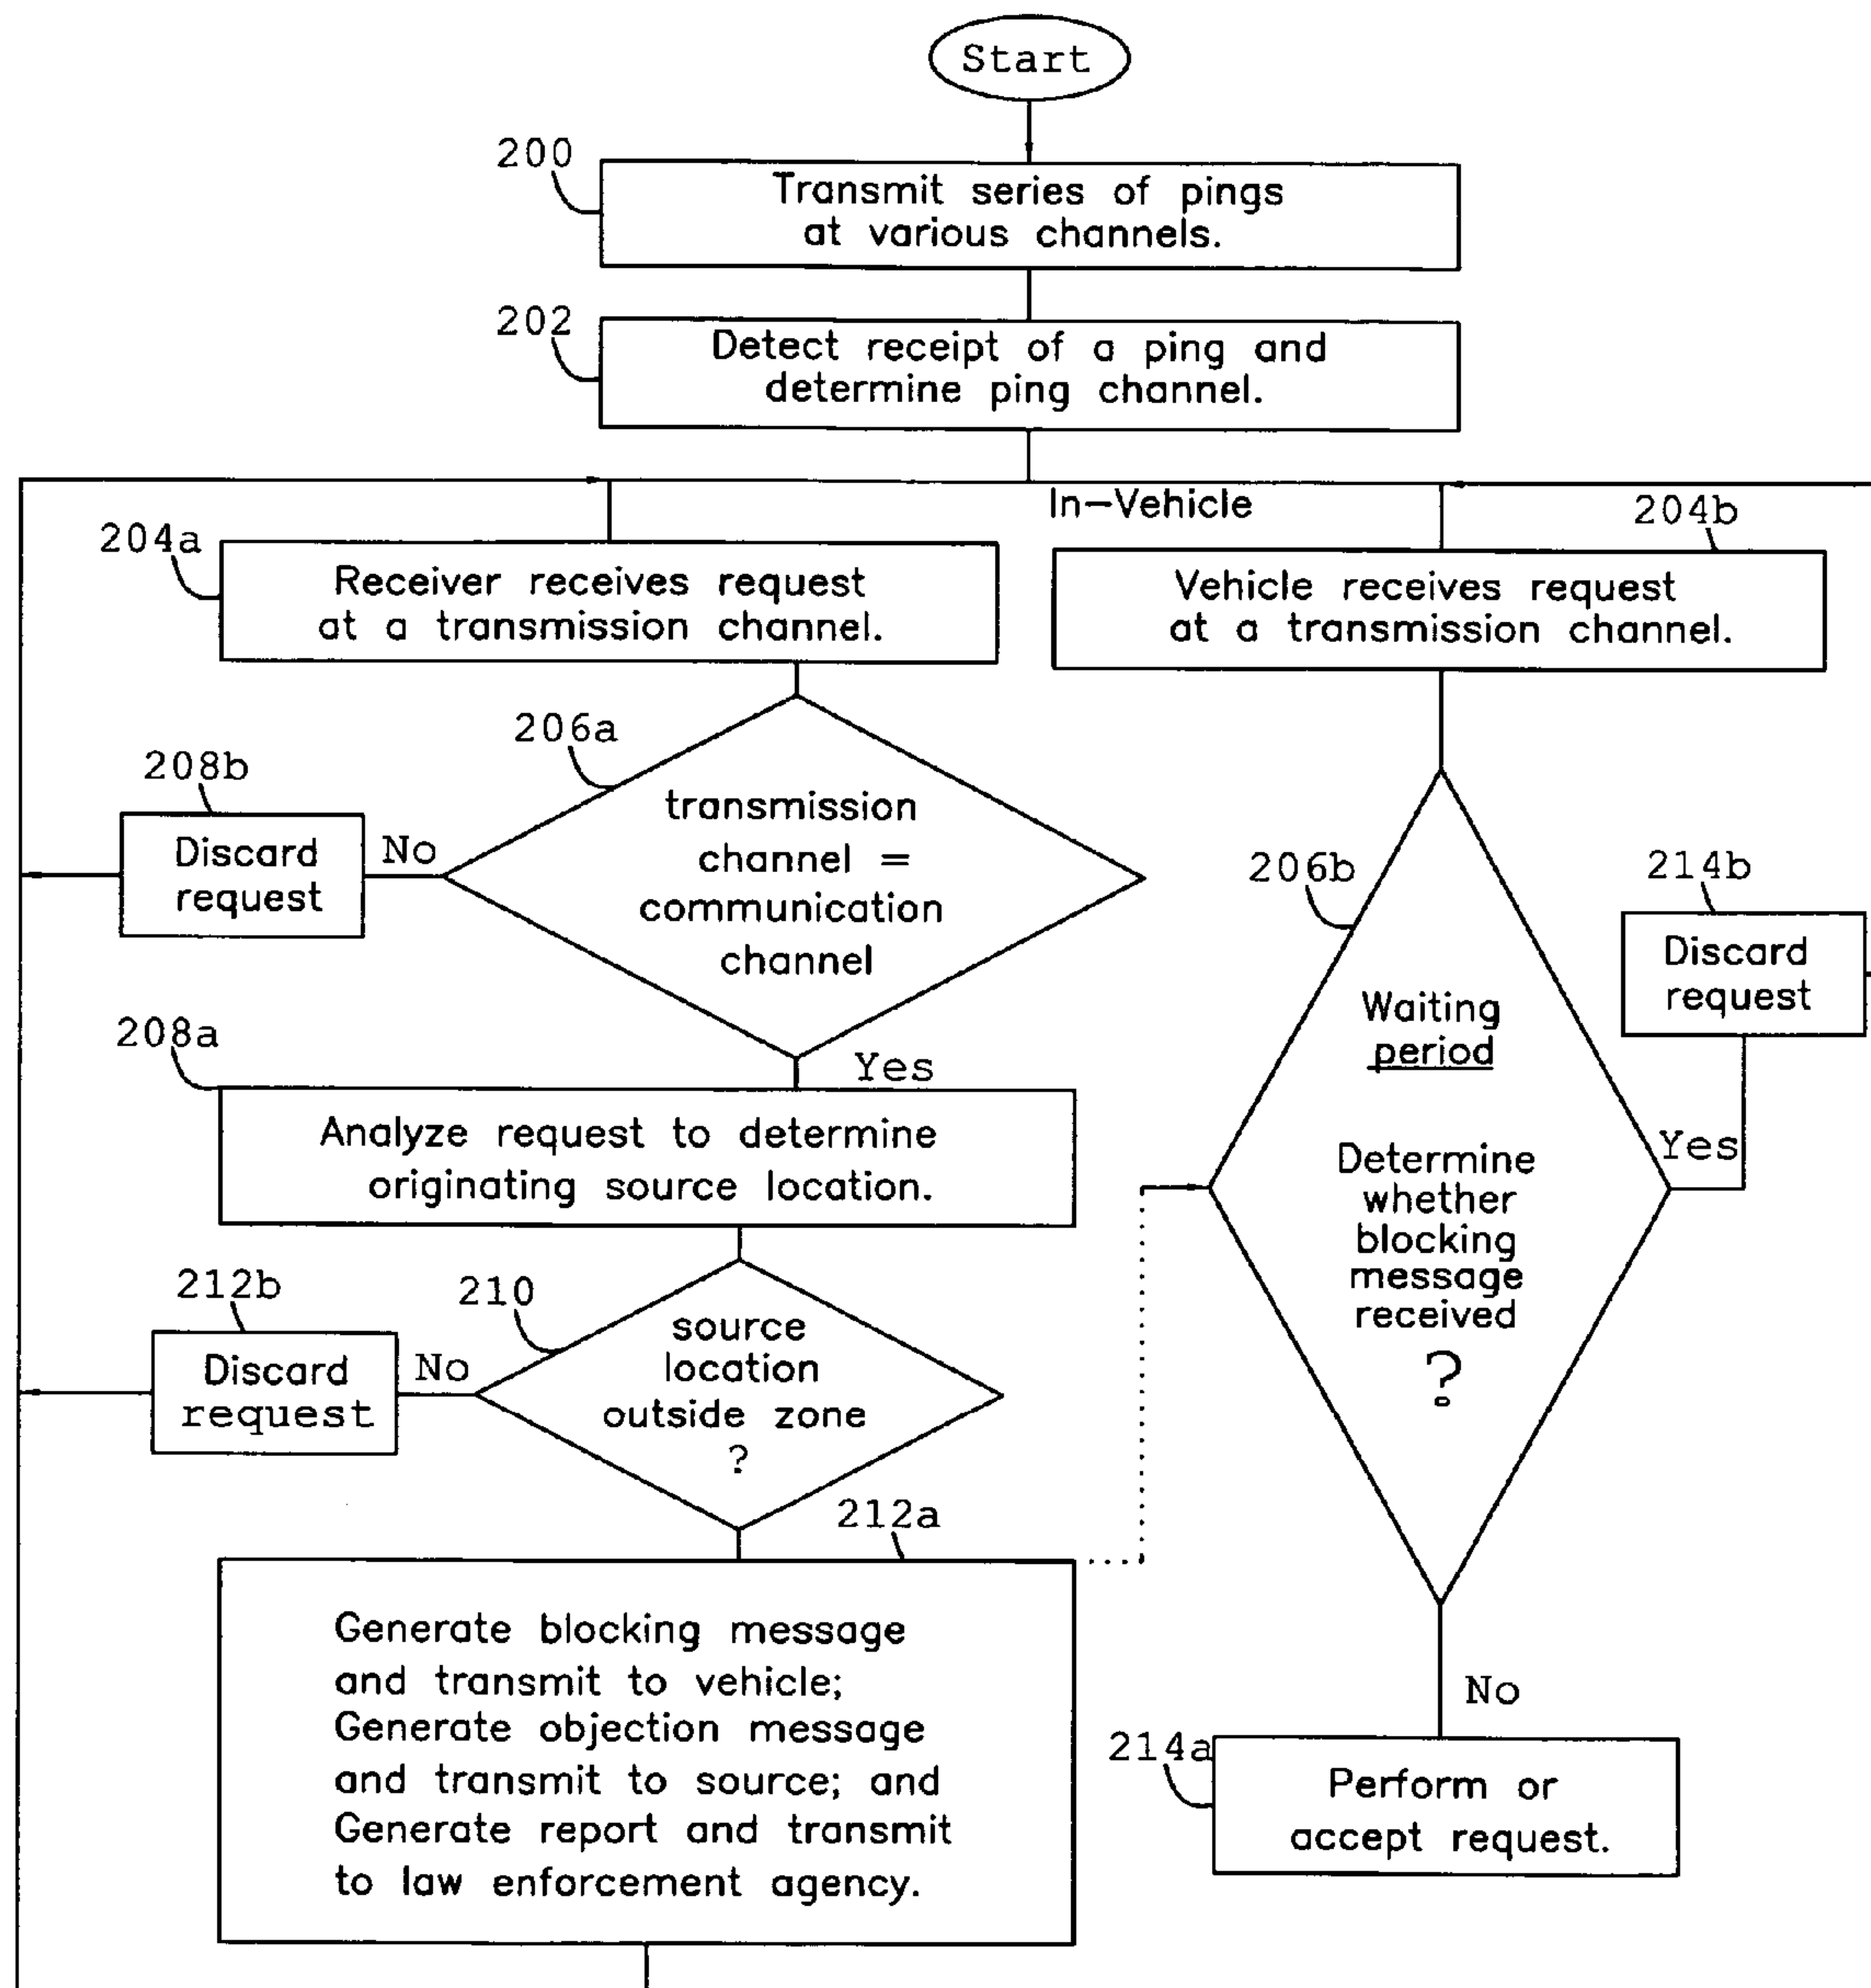 Start
200
Transmit series of pings
at various channels.
202
Detect receipt of a ping and
determine ping channel.
In-Vehicle
204a
Receiver receives request
at a transmission channel.
204b
Vehicle receives request
at a transmission channel.
206a
transmission
channel =
communication
channel
208b
Discard
request
No
Yes
208a
Analyze request to determine
originating source location.
210
source
location
outside zone
?
212b
Discard
request
No
212a
Generate blocking message
and transmit to vehicle;
Generate objection message
and transmit to source; and
Generate report and transmit
to law enforcement agency.
206b
Waiting
period
Determine
whether
blocking
message
received
?
Yes
214b
Discard
request
No
214a
Perform or
accept request.